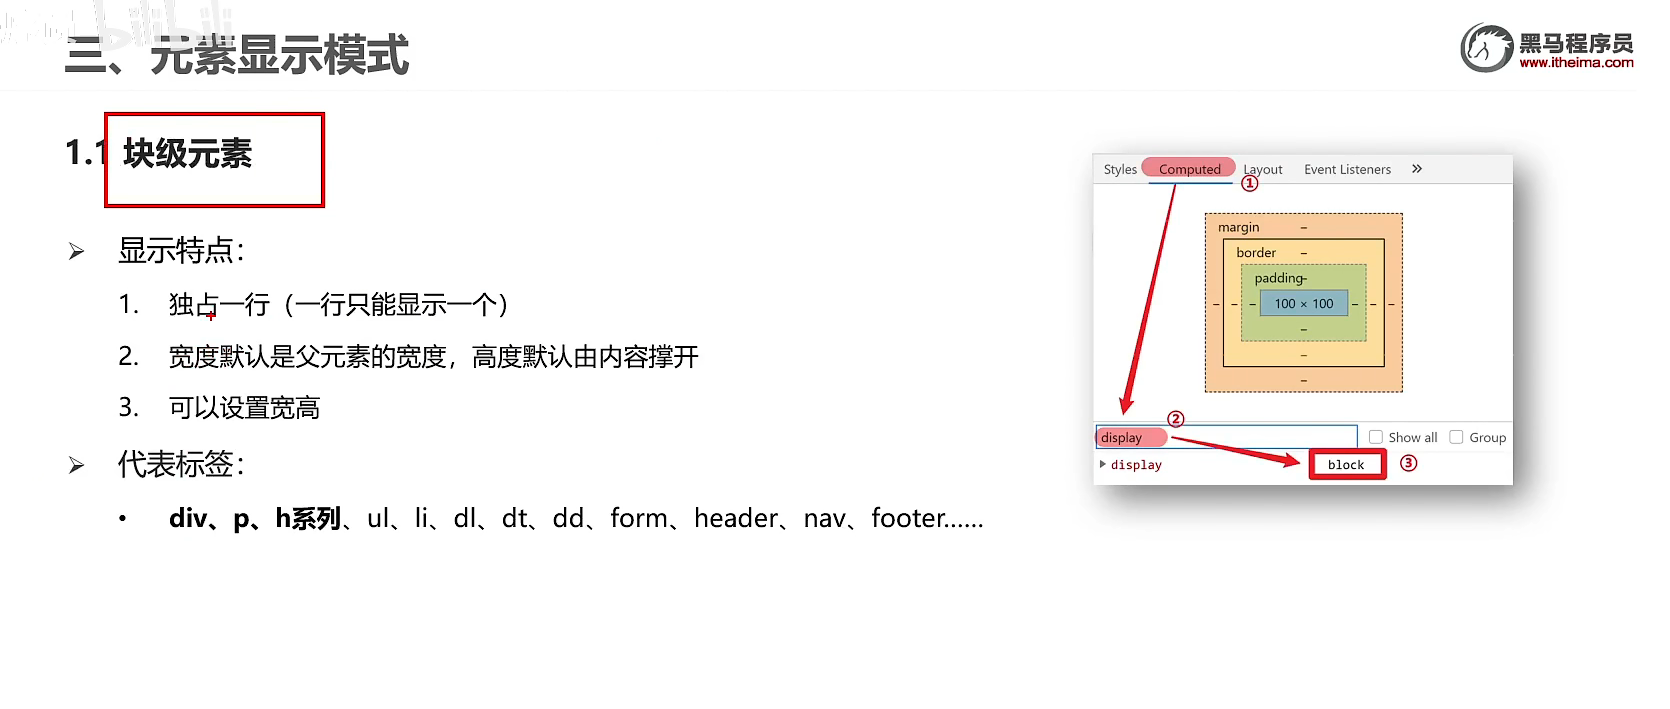 三、元素显示模式
黑马程序员
www.itheima.com
1.1 块级元素
显示特点：
1. 独占一行（一行只能显示一个）
2. 宽度默认是父元素的宽度，高度默认由内容撑开
3. 可以设置宽高
代表标签：
• div、p、h系列、ul、li、dl、dt、dd、form、header、nav、footer......
Styles Computed Layout Event Listeners »
①
margin –
border –
padding –
– – – 100 × 100 – – –
–
–
–
②
display Show all Group
display block ③